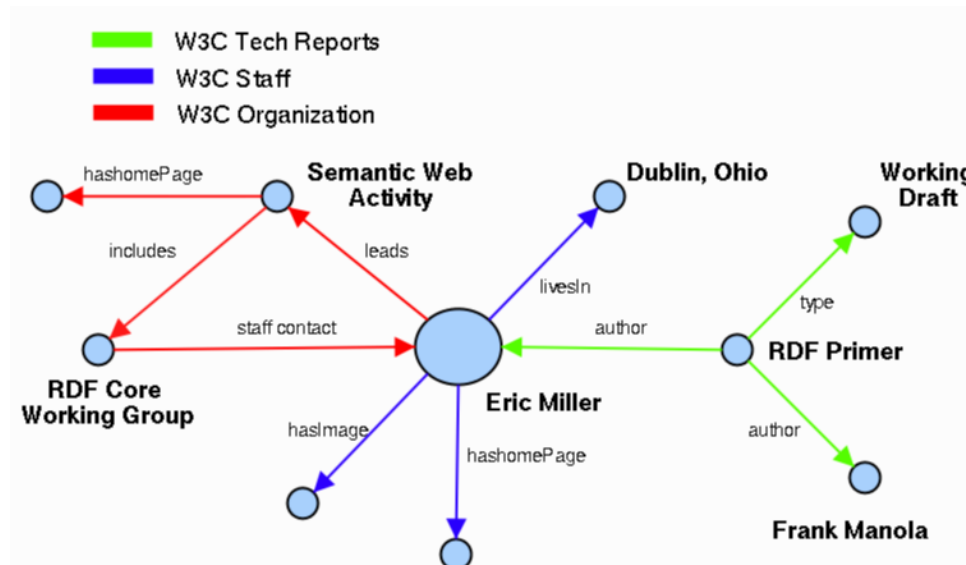 W3C Tech Reports
W3C Staff
W3C Organization
hashomePage
Semantic Web
Activity
Dublin, Ohio
Working
Draft
includes
leads
livesIn
type
staff contact
author
RDF Primer
RDF Core
Working Group
Eric Miller
hasImage
hashomePage
author
Frank Manola